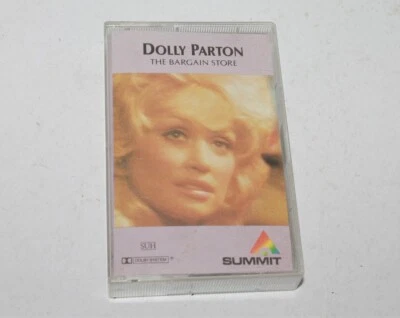 DOLLY PARTON
THE BARGAIN STORE
SUMMIT